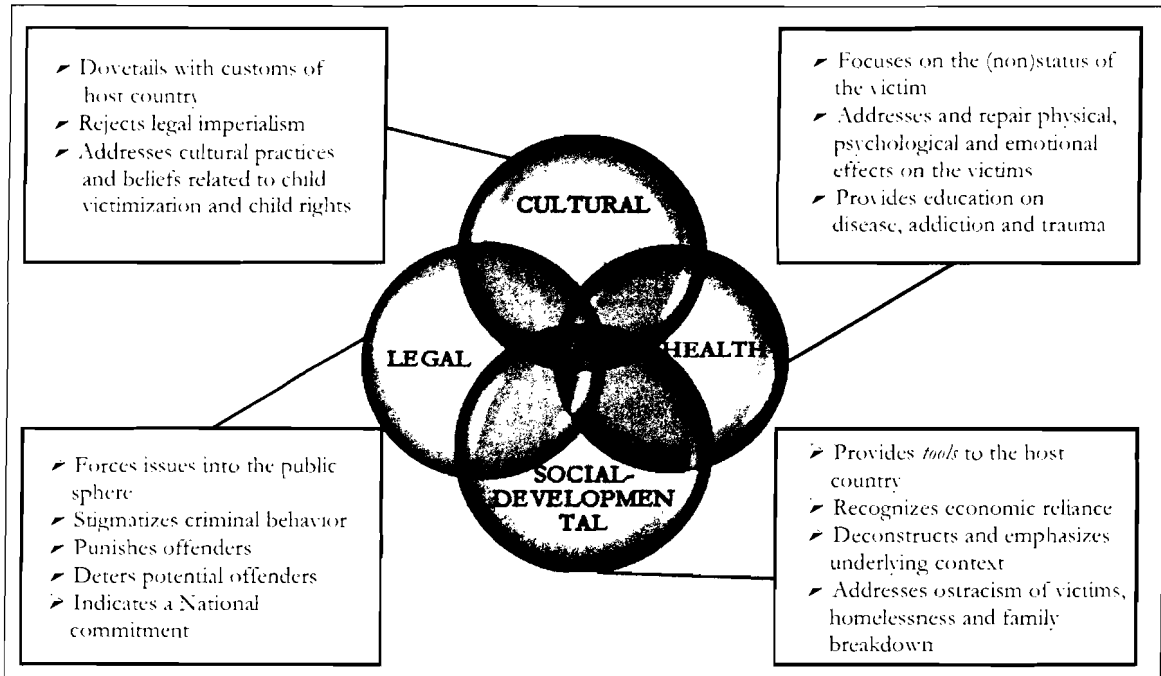 ➤ Dovetails with customs of
host country
➤ Rejects legal imperialism
➤ Addresses cultural practices
and beliefs related to child
victimization and child rights
➤ Focuses on the (non)status of
the victim
➤ Addresses and repair physical,
psychological and emotional
effects on the victims
➤ Provides education on
disease, addiction and trauma
CULTURAL
LEGAL
HEALTH
SOCIAL-
DEVELOPMEN
TAL
➤ Forces issues into the public
sphere
➤ Stigmatizes criminal behavior
➤ Punishes offenders
➤ Deters potential offenders
➤ Indicates a National
commitment
➤ Provides tools to the host
country
➤ Recognizes economic reliance
➤ Deconstructs and emphasizes
underlying context
➤ Addresses ostracism of victims,
homelessness and family
breakdown